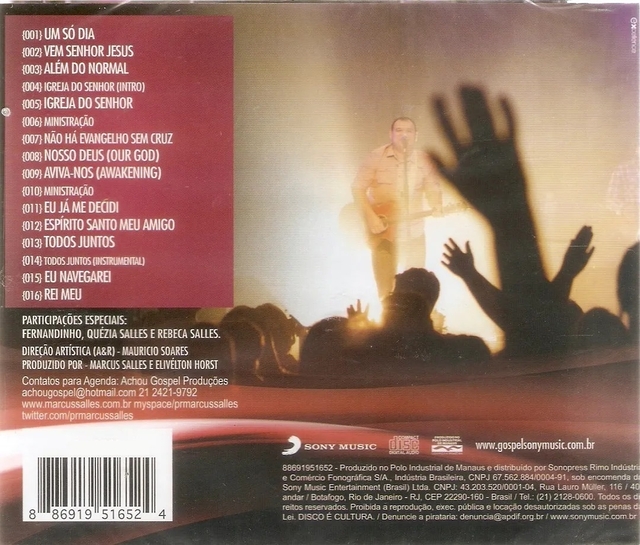 {001} UM SÓ DIA
{002} VEM SENHOR JESUS
{003} ALÉM DO NORMAL
{004} IGREJA DO SENHOR (INTRO)
{005} IGREJA DO SENHOR
{006} MINISTRAÇÃO
{007} NÃO HÁ EVANGELHO SEM CRUZ
{008} NOSSO DEUS (OUR GOD)
{009} AVIVA-NOS (AWAKENING)
{010} MINISTRAÇÃO
{011} EU JÁ ME DECIDI
{012} ESPÍRITO SANTO MEU AMIGO
{013} TODOS JUNTOS
{014} TODOS JUNTOS (INSTRUMENTAL)
{015} EU NAVEGAREI
{016} REI MEU
PARTICIPAÇÕES ESPECIAIS:
FERNANDINHO, QUÉZIA SALLES E REBECA SALLES.
DIREÇÃO ARTÍSTICA (A&R) - MAURICIO SOARES
PRODUZIDO POR - MARCUS SALLES E ELIVÉLTON HORST
Contatos para Agenda: Achou Gospel Produções
achougospel@hotmail.com 21 2421-9792
www.marcussalles.com.br myspace/prmarcussalles
twitter.com/prmarcussalles
SONY MUSIC
DISC
DIGITAL AUDIO
www.gospelsonymusic.com.br
88691951652 - Produzido no Polo Industrial de Manaus e distribuído por Sonopress Rimo Indústria
e Comércio Fonográfica S/A., Indústria Brasileira, CNPJ 67.562.884/0004-91, sob encomenda da
Sony Music Entertainment (Brasil) Ltda. CNPJ: 43.203.520/0001-04, Rua Lauro Müller, 116 / 40
andar / Botafogo, Rio de Janeiro - RJ, CEP 22290-160 - Brasil / Tel.: (21) 2128-0600. Todos os di
reitos reservados. Proibida a reprodução, exec. pública e locação desautorizadas sob as penas da
Lei. DISCO É CULTURA. / Denuncie a pirataria: denuncia@apdif.org.br / www.sonymusic.com.br
8 86919 51652 4